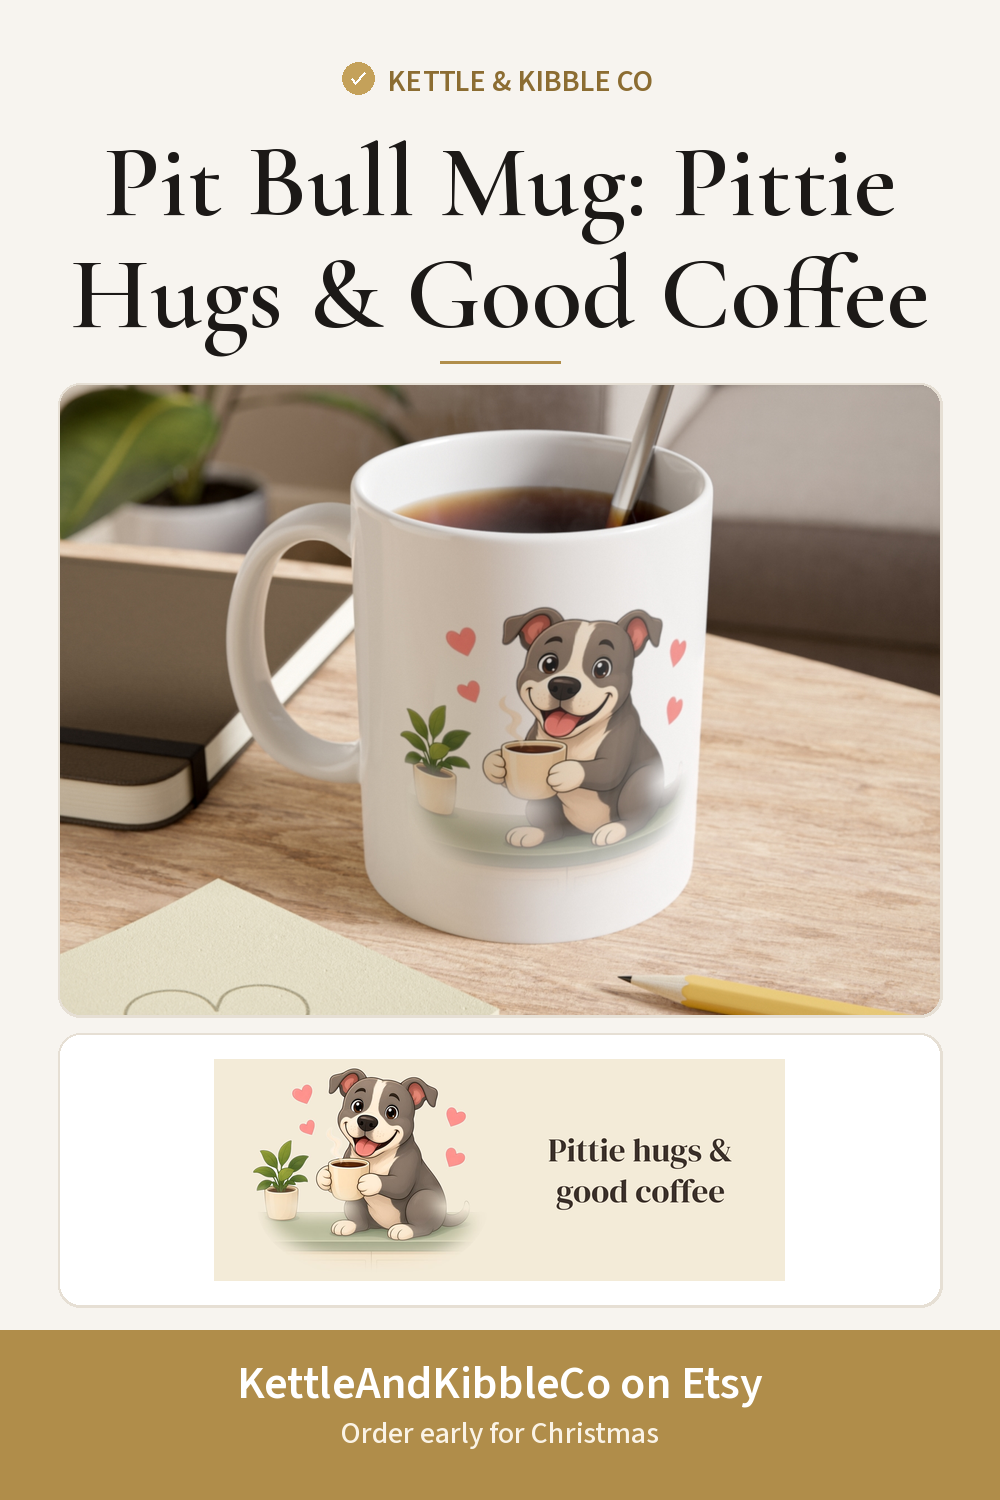 KETTLE & KIBBLE CO
Pit Bull Mug: Pittie
Hugs & Good Coffee
Pittie hugs &
good coffee
KettleAndKibbleCo on Etsy
Order early for Christmas